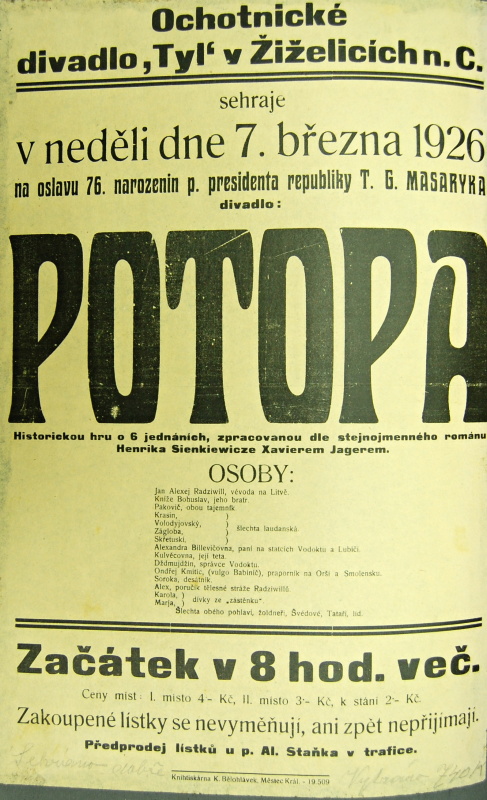 Ochotnické
divadlo „Tyl“ v Žiželicích n. C.
sehraje
v neděli dne 7. března 1926
na oslavu 76. narozenin p. presidenta republiky T. G. MASARYKA
divadlo:
POTOPA
Historickou hru o 6 jednáních, zpracovanou dle stejnojmenného románu
Henrika Sienkiewicze Xavierem Jagerem.
OSOBY:
Jan Alexej Radziwill, vévoda na Litvě.
Kníže Bohuslav, jeho bratr.
Pakovič, obou tajemník
Krasin,
Volodyjovský,
Zágloba,
Skřetuski,
} šlechta laudanská
Alexandra Billevičovna, paní na statcích Vodoktu a Lubiči.
Kulvěcovna, její teta.
Dždmujdžin, správce Vodoktu.
Ondřej Kmitic, (vulgo Babinič), praporník na Orši a Smolensku.
Soroka, desátník.
Alex, poručík tělesné stráže Radziwillů.
Karola,
Marja,
} dívky ze „zástěnku“.
Šlechta obého pohlaví, žoldneři, Švédové, Tataři, lid.
Začátek v 8 hod. več.
Ceny míst: I. místo 4·- Kč, II. místo 3·- Kč, k stání 2·- Kč.
Zakoupené lístky se nevyměňují, ani zpět nepřijímají.
Předprodej lístků u p. Al. Staňka v trafice.
Knihtiskárna K. Bělohlávek, Městec Král. - 19.509